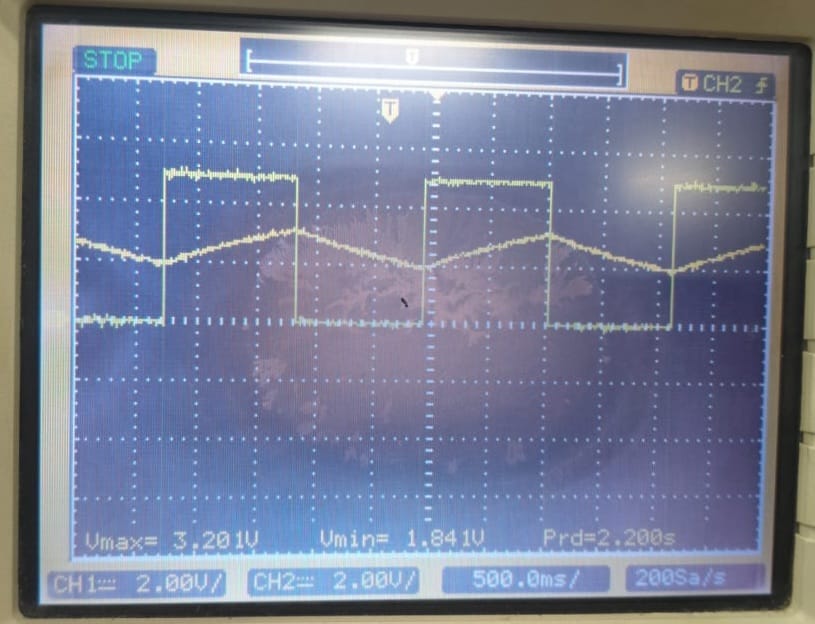 STOP
T CH2
T
Vmax= 3.201V Vmin= 1.841V Prd=2.200s
CH1 2.00V/ CH2 2.00V/ 500.0ms/ 200Sa/s